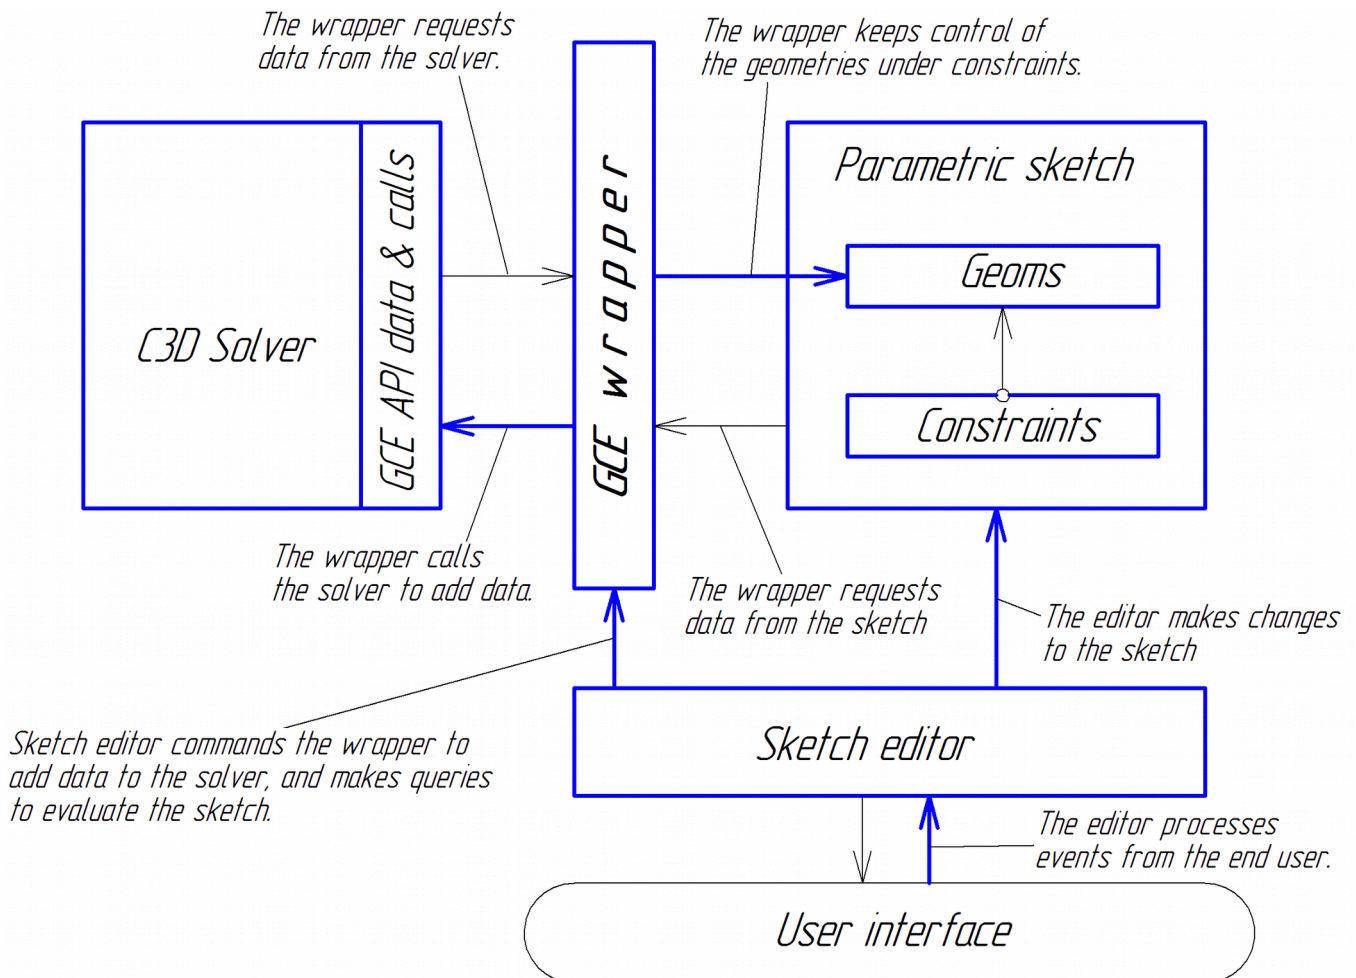 The wrapper requests
data from the solver.
The wrapper keeps control of
the geometries under constraints.
C3D Solver
GCE API data & calls
GCE wrapper
Parametric sketch
Geoms
Constraints
The wrapper calls
the solver to add data.
The wrapper requests
data from the sketch
The editor makes changes
to the sketch
Sketch editor commands the wrapper to
add data to the solver, and makes queries
to evaluate the sketch.
Sketch editor
The editor processes
events from the end user.
User interface